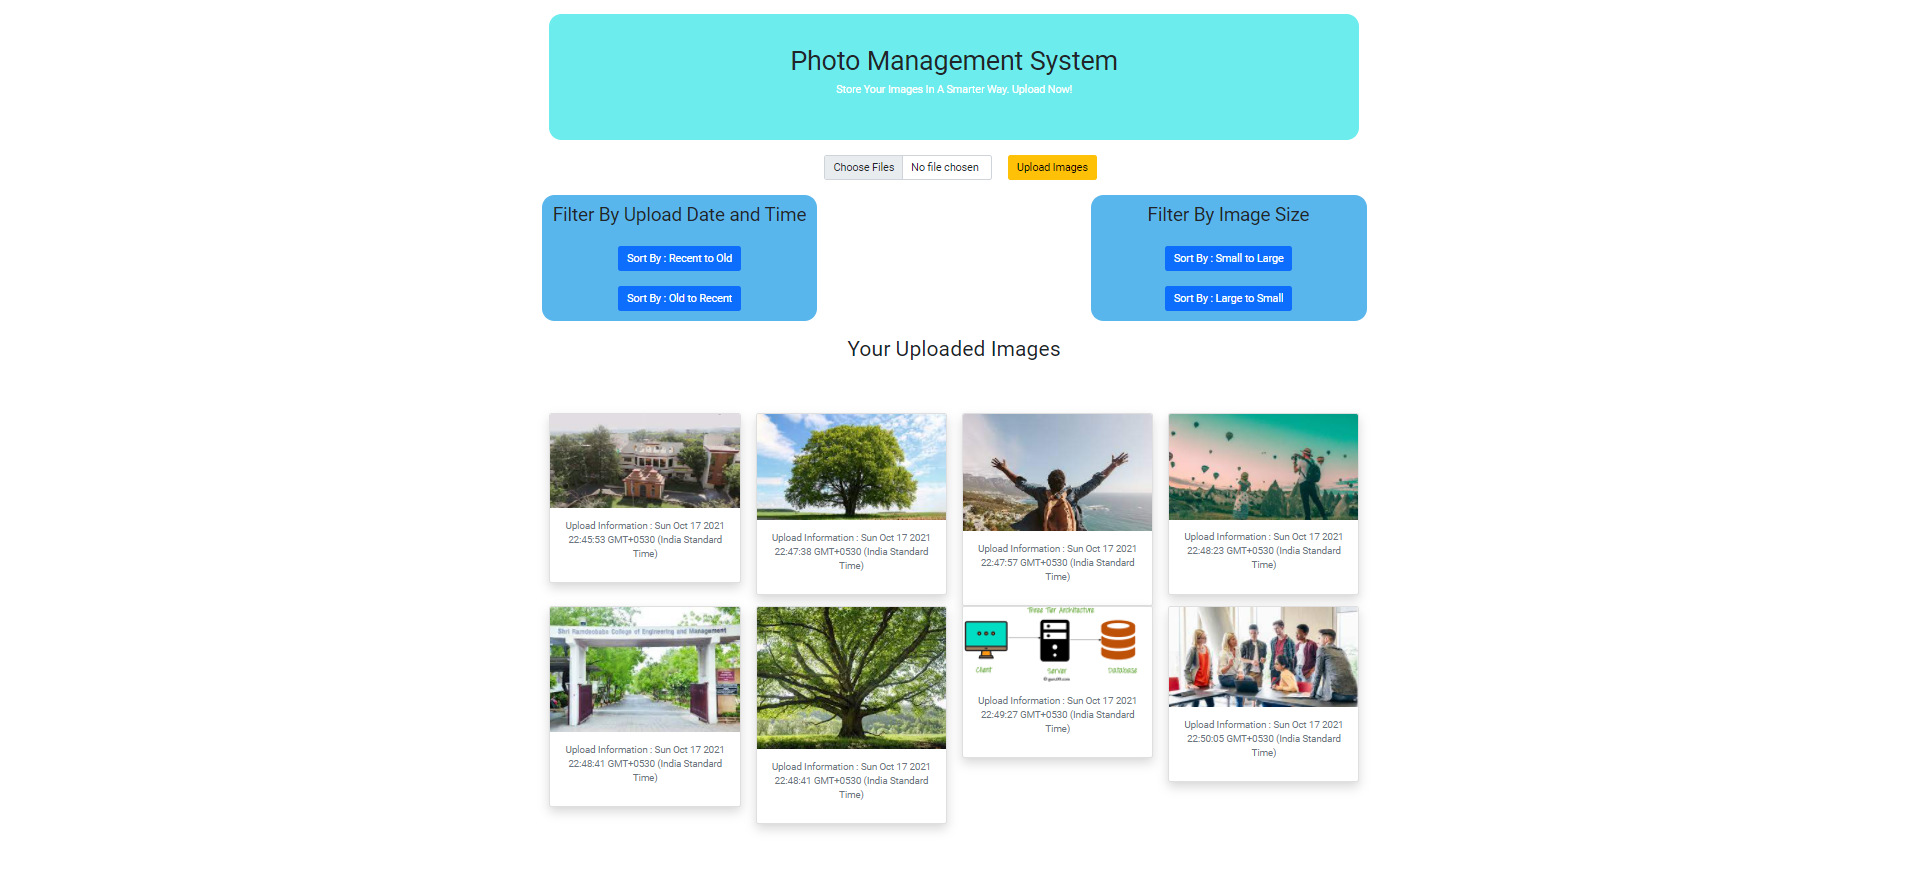 Photo Management System
Store Your Images In A Smarter Way. Upload Now!
Choose Files No file chosen Upload Images
Filter By Upload Date and Time
Sort By : Recent to Old
Sort By : Old to Recent
Filter By Image Size
Sort By : Small to Large
Sort By : Large to Small
Your Uploaded Images
Upload Information : Sun Oct 17 2021
22:45:53 GMT+0530 (India Standard
Time)
Upload Information : Sun Oct 17 2021
22:47:38 GMT+0530 (India Standard
Time)
Upload Information : Sun Oct 17 2021
22:47:57 GMT+0530 (India Standard
Time)
Upload Information : Sun Oct 17 2021
22:48:23 GMT+0530 (India Standard
Time)
Shri Ramdeobaba College of Engineering and Management
Upload Information : Sun Oct 17 2021
22:48:41 GMT+0530 (India Standard
Time)
Upload Information : Sun Oct 17 2021
22:48:41 GMT+0530 (India Standard
Time)
Three Tier Architecture
Client Server Database
© guru99.com
Upload Information : Sun Oct 17 2021
22:49:27 GMT+0530 (India Standard
Time)
Upload Information : Sun Oct 17 2021
22:50:05 GMT+0530 (India Standard
Time)